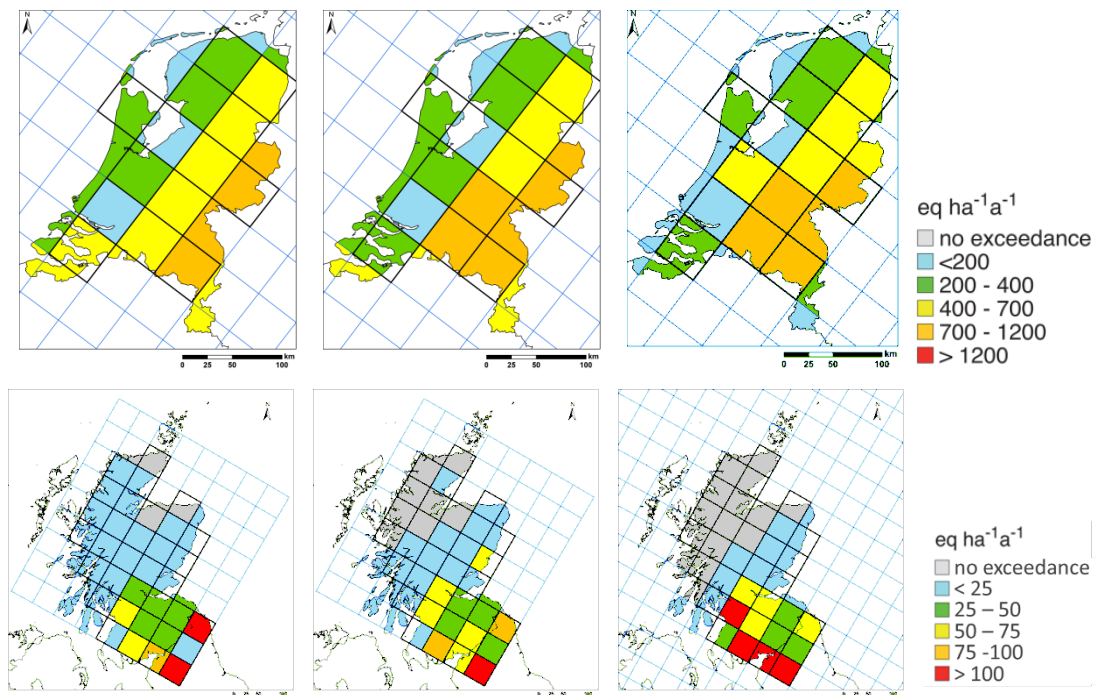 N
N
N
km
0 25 50 100
km
0 25 50 100
km
0 25 50 100
eq ha⁻¹a⁻¹
no exceedance
<200
200 - 400
400 - 700
700 - 1200
> 1200
N
N
N
eq ha⁻¹a⁻¹
no exceedance
< 25
25 – 50
50 – 75
75 -100
> 100